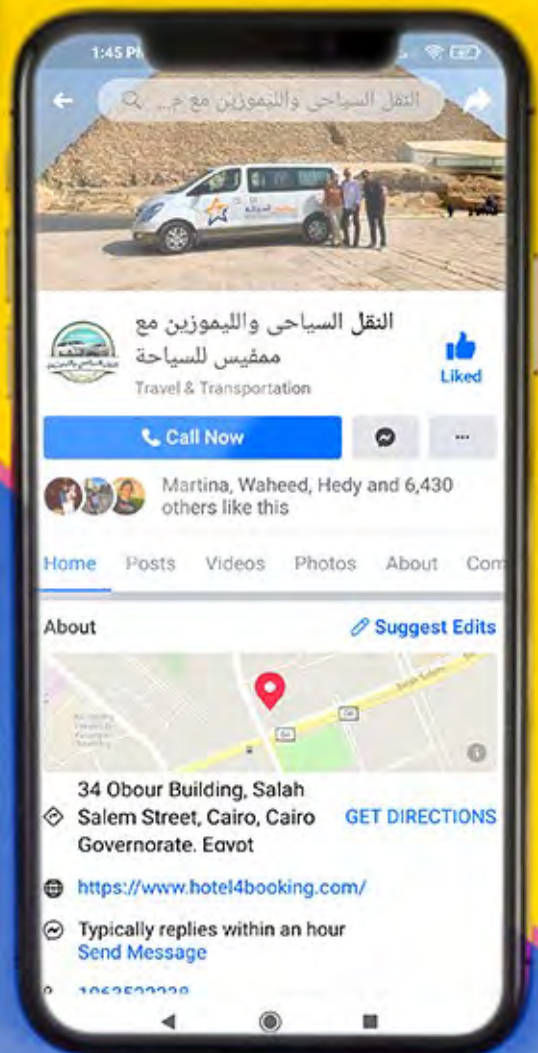 1:45 P
النقل السياحى والليموزين مع م...
النقل السياحى والليموزين مع
ممفيس للسياحة
Travel & Transportation
Liked
Call Now
Martina, Waheed, Hedy and 6,430
others like this
Home Posts Videos Photos About Com
About
Suggest Edits
Salah Salem
34 Obour Building, Salah
Salem Street, Cairo, Cairo
Governorate, Egypt
GET DIRECTIONS
https://www.hotel4booking.com/
Typically replies within an hour
Send Message